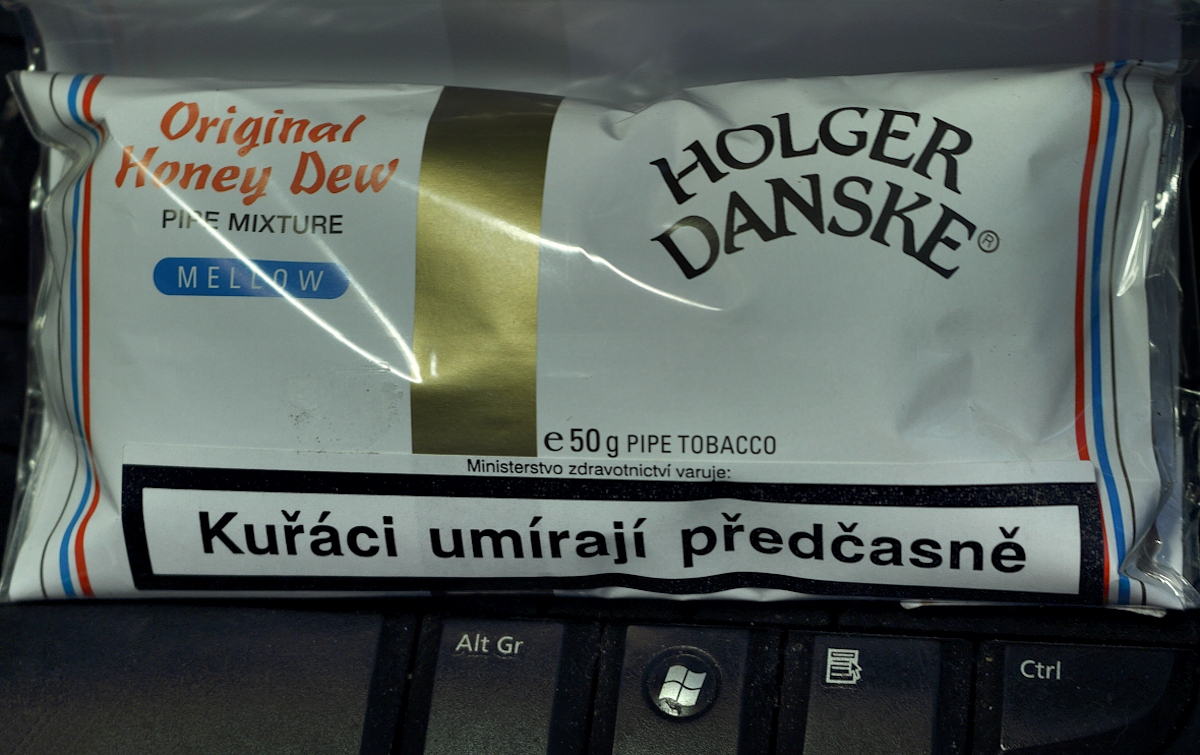 Original
Honey Dew
PIPE MIXTURE
MELLOW
HOLGER
DANSKE®
e 50 g PIPE TOBACCO
Ministerstvo zdravotnictví varuje:
Kuřáci umírají předčasně
Alt Gr
Ctrl